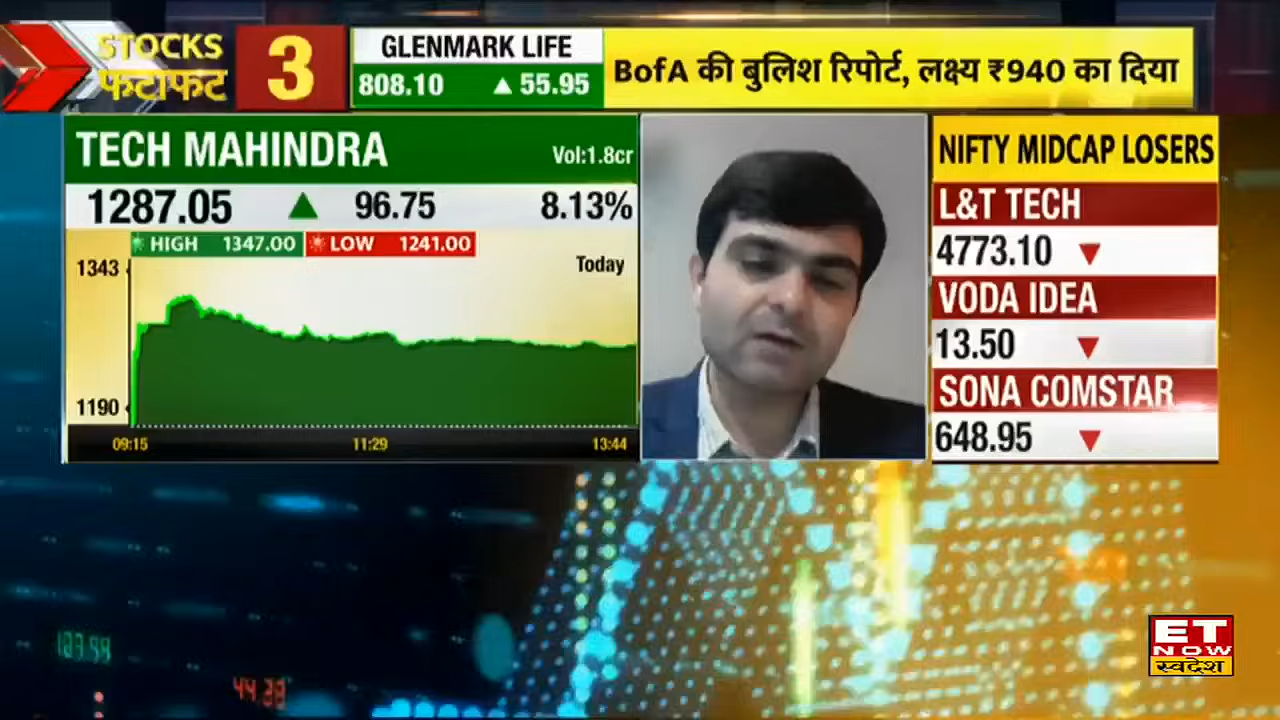 STOCKS
फटाफट
3
GLENMARK LIFE
808.10 ▲ 55.95
BofA की बुलिश रिपोर्ट, लक्ष्य ₹940 का दिया
TECH MAHINDRA Vol:1.8cr
1287.05 ▲ 96.75 8.13%
HIGH 1347.00 LOW 1241.00
Today
1343
1190
09:15 11:29 13:44
NIFTY MIDCAP LOSERS
L&T TECH
4773.10 ▼
VODA IDEA
13.50 ▼
SONA COMSTAR
648.95 ▼
44.23
ET
NOW
स्वदेश